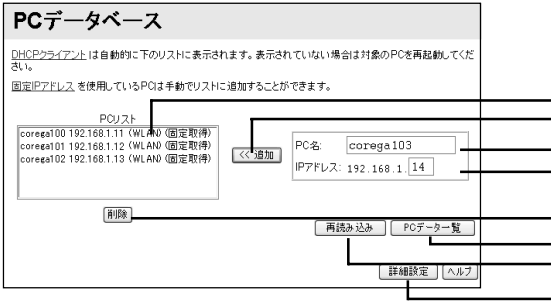 PCデータベース
DHCPクライアント は自動的に下のリストに表示されます。表示されていない場合は対象のPCを再起動してくだ
さい。
固定IPアドレス を使用しているPCは手動でリストに追加することができます。
PCリスト
corega100 192.168.1.11 (WLAN) (固定取得)
corega101 192.168.1.12 (WLAN) (固定取得)
corega102 192.168.1.13 (WLAN) (固定取得)
<< 追加
PC名: corega103
IPアドレス: 192.168.1. 14
削除
再読み込み PCデータ一覧
詳細設定 ヘルプ